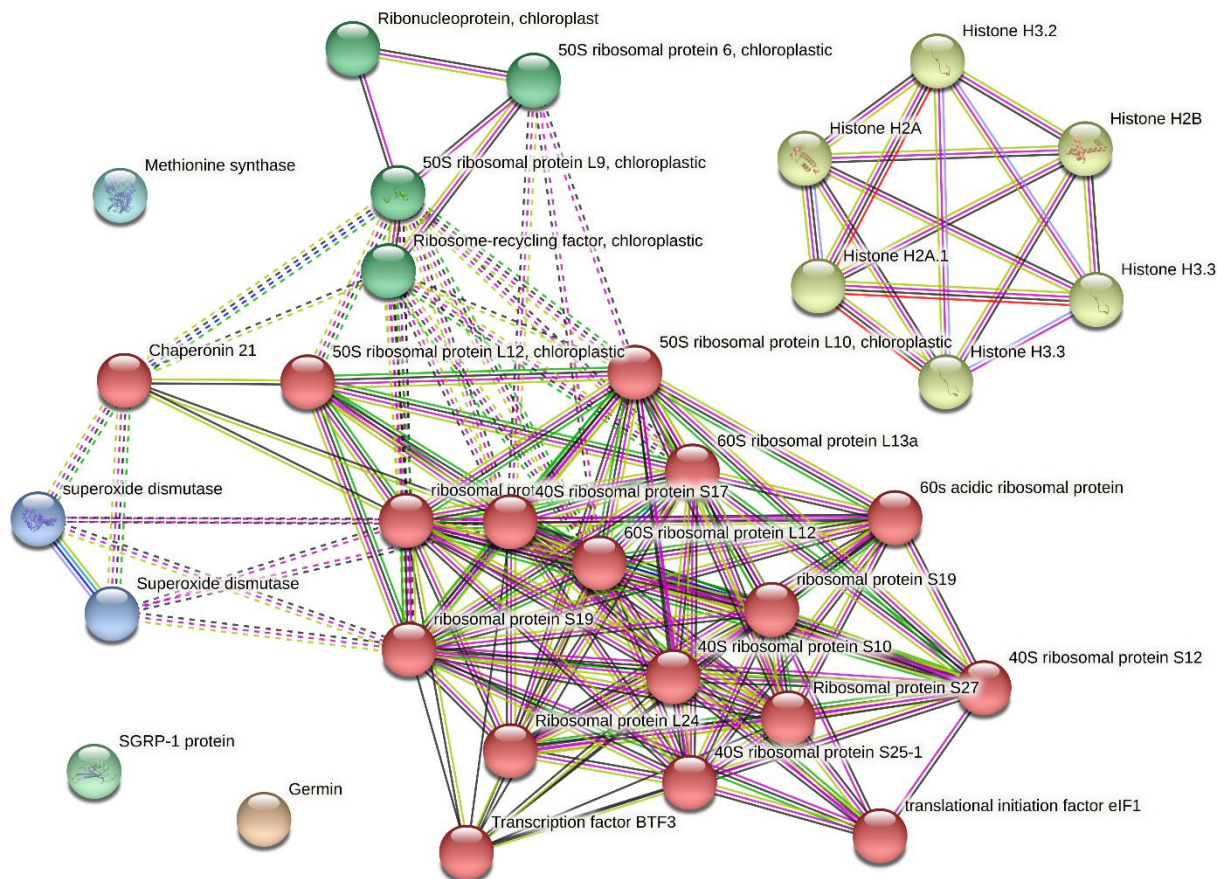 Ribonucleoprotein, chloroplast
50S ribosomal protein 6, chloroplastic
Histone H3.2
Histone H2A
Histone H2B
Methionine synthase
50S ribosomal protein L9, chloroplastic
Ribosome-recycling factor, chloroplastic
Histone H2A.1
Histone H3.3
Chaperonin 21
50S ribosomal protein L12, chloroplastic
50S ribosomal protein L10, chloroplastic
Histone H3.3
60S ribosomal protein L13a
superoxide dismutase
ribosomal
40S ribosomal protein S17
60s acidic ribosomal protein
60S ribosomal protein L12
Superoxide dismutase
ribosomal protein S19
ribosomal protein S19
40S ribosomal protein S10
40S ribosomal protein S12
Ribosomal protein S27
SGRP-1 protein
Ribosomal protein L24
40S ribosomal protein S25-1
Germin
Transcription factor BTF3
translational initiation factor eIF1